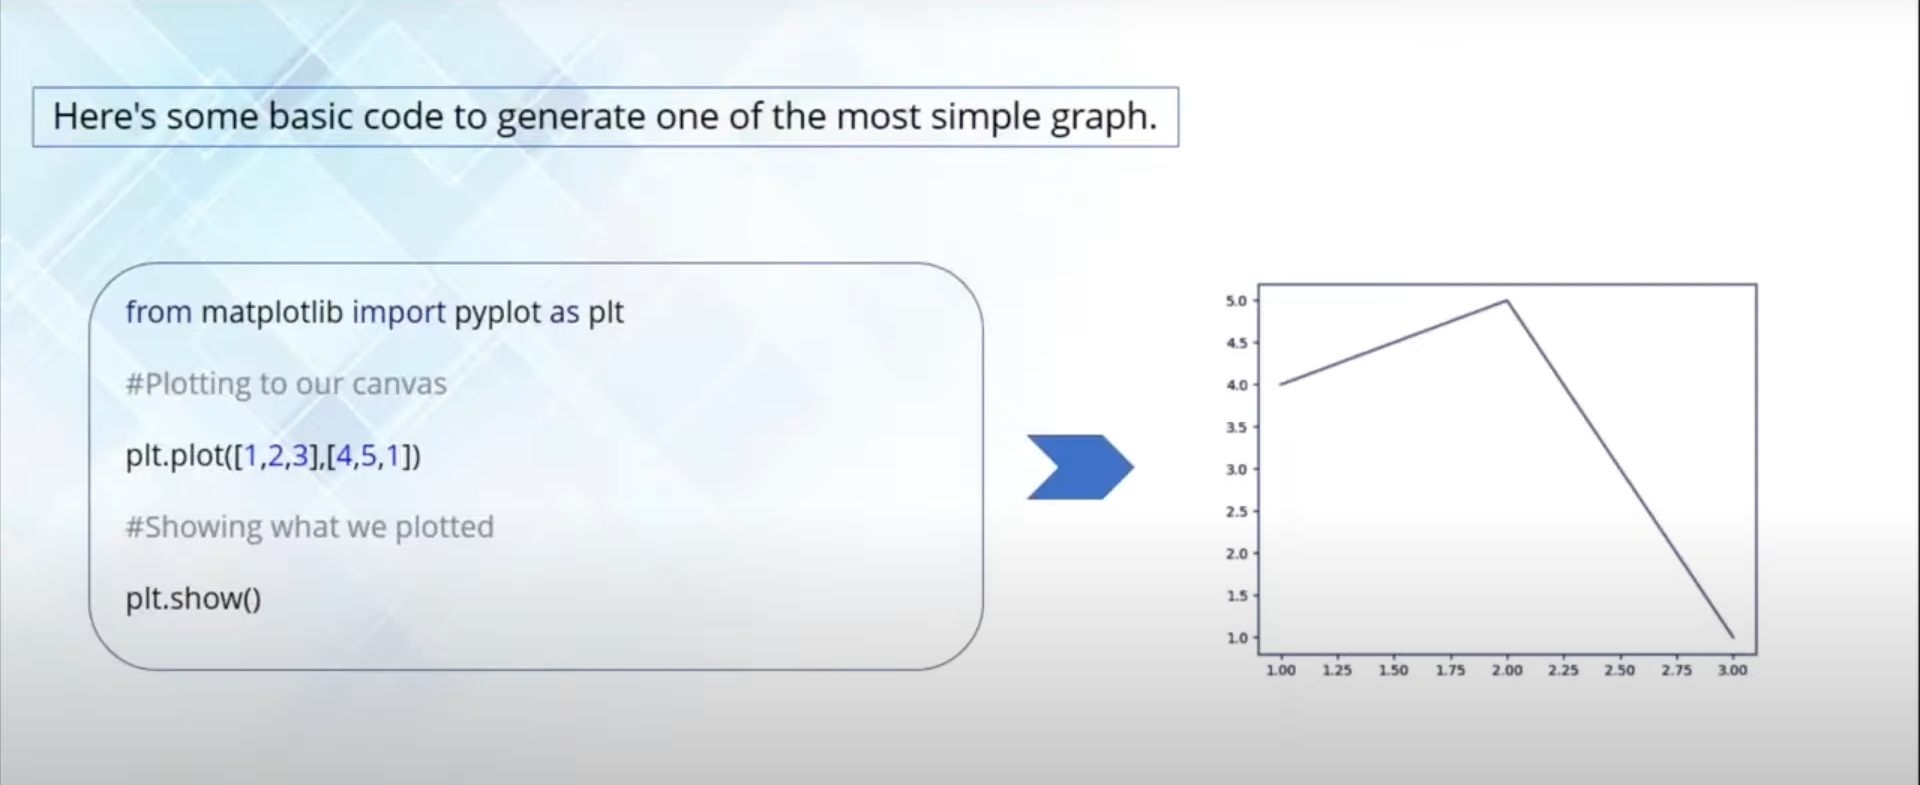 Here's some basic code to generate one of the most simple graph.
from matplotlib import pyplot as plt
#Plotting to our canvas
plt.plot([1,2,3],[4,5,1])
#Showing what we plotted
plt.show()
5.0
4.5
4.0
3.5
3.0
2.5
2.0
1.5
1.0
1.00 1.25 1.50 1.75 2.00 2.25 2.50 2.75 3.00